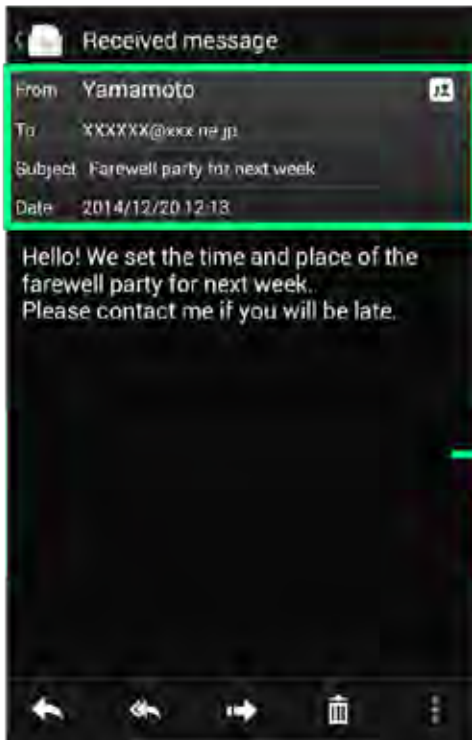 Received message
From Yamamoto
To XXXXXX@xxx.ne.jp
Subject Farewell party for next week
Date 2014/12/20 12:13
Hello! We set the time and place of the
farewell party for next week.
Please contact me if you will be late.